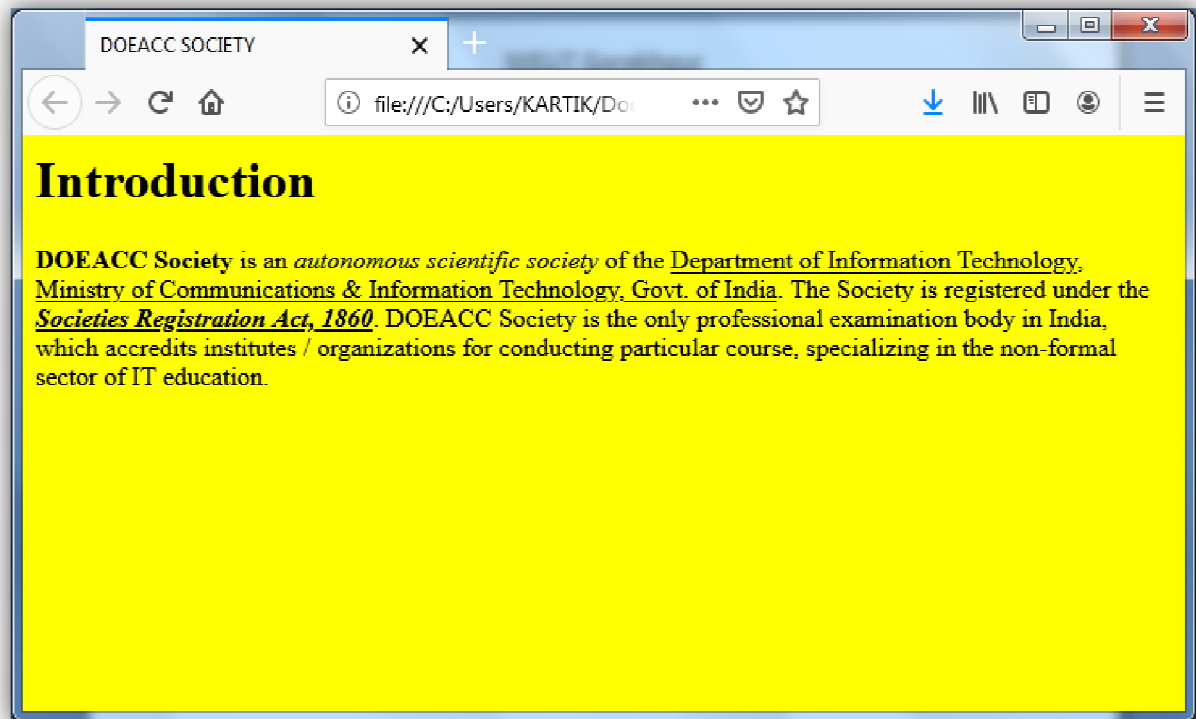 DOEACC SOCIETY
file:///C:/Users/KARTIK/Do
Introduction
DOEACC Society is an autonomous scientific society of the Department of Information Technology,
Ministry of Communications & Information Technology, Govt. of India. The Society is registered under the
Societies Registration Act, 1860. DOEACC Society is the only professional examination body in India,
which accredits institutes / organizations for conducting particular course, specializing in the non-formal
sector of IT education.